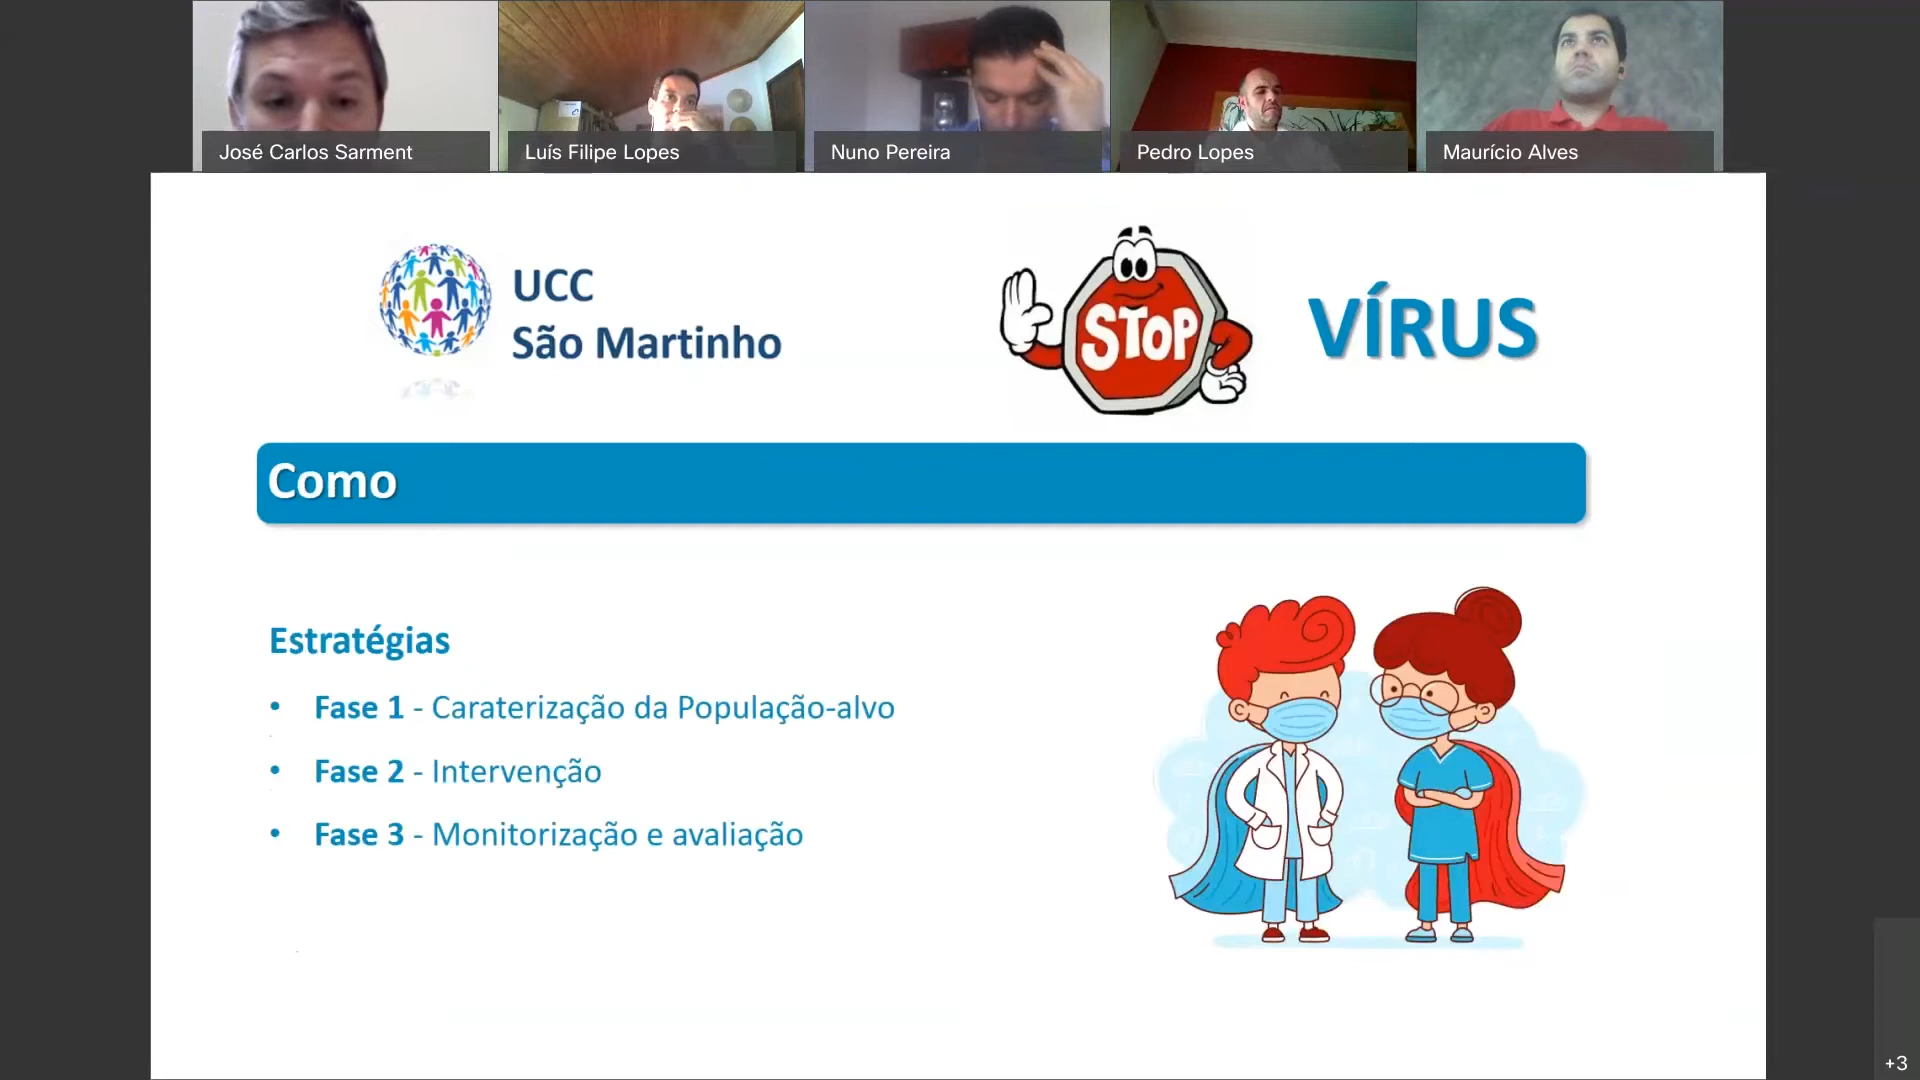 José Carlos Sarment
Luís Filipe Lopes
Nuno Pereira
Pedro Lopes
Maurício Alves
UCC
São Martinho
STOP
VÍRUS
Como
Estratégias
• Fase 1 - Caraterização da População-alvo
• Fase 2 - Intervenção
• Fase 3 - Monitorização e avaliação
+3